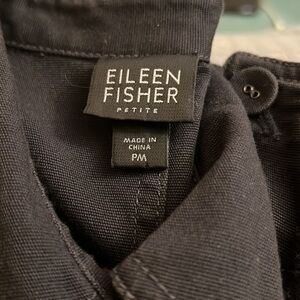 EILEEN
FISHER
PETITE
MADE IN
CHINA
PM